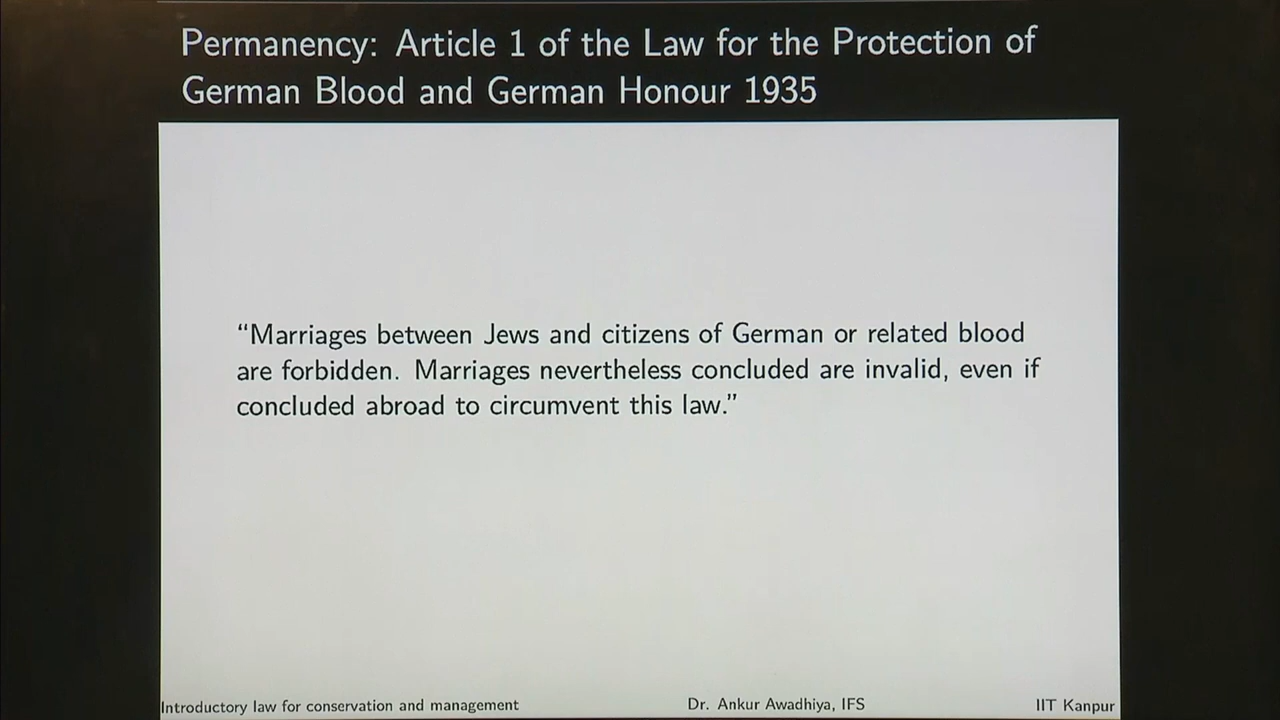 Permanency: Article 1 of the Law for the Protection of
German Blood and German Honour 1935
“Marriages between Jews and citizens of German or related blood
are forbidden. Marriages nevertheless concluded are invalid, even if
concluded abroad to circumvent this law.”
Introductory law for conservation and management Dr. Ankur Awadhiya, IFS IIT Kanpur